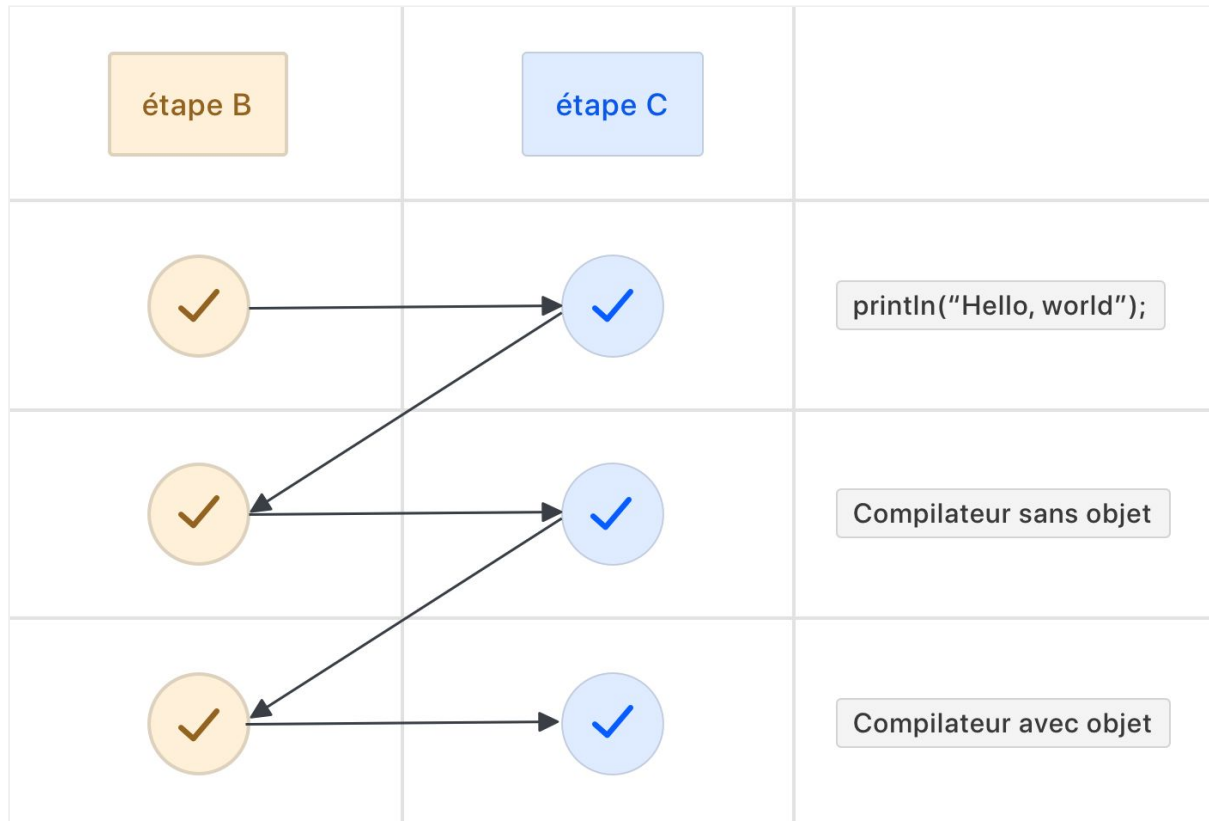 étape B
étape C
println(“Hello, world”);
Compilateur sans objet
Compilateur avec objet